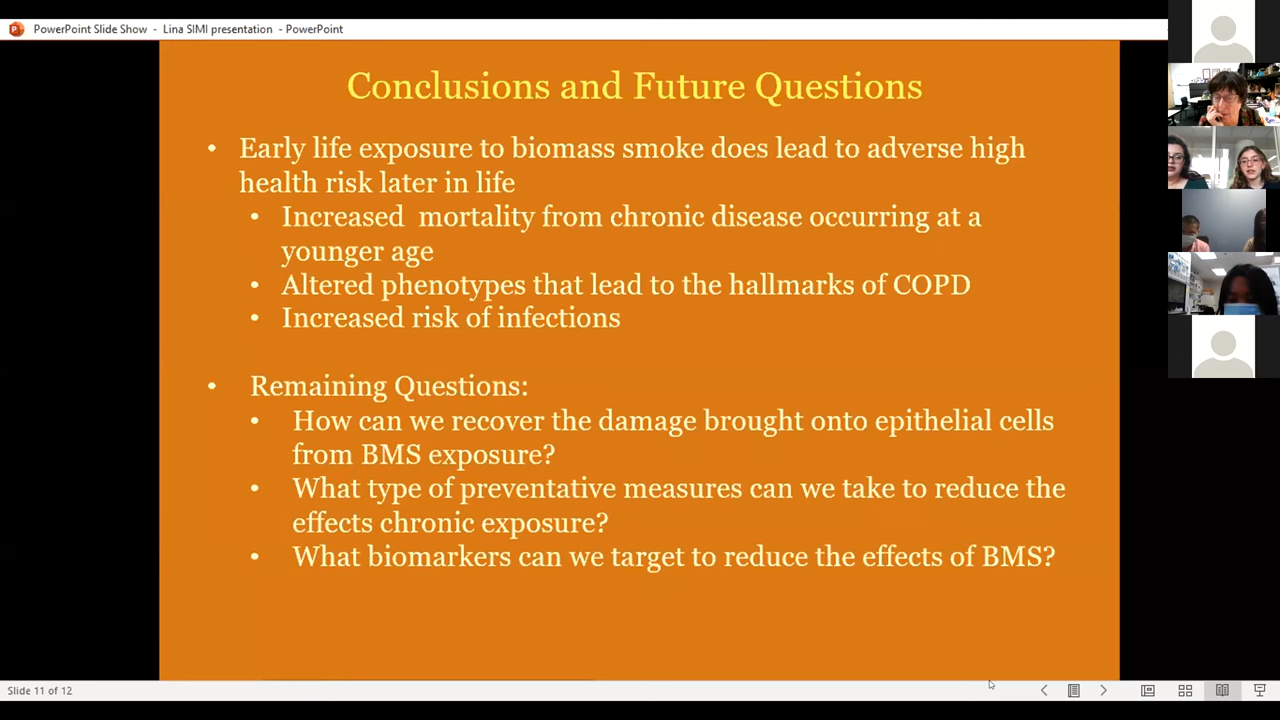 PowerPoint Slide Show - Lina SIMI presentation - PowerPoint
Conclusions and Future Questions
• Early life exposure to biomass smoke does lead to adverse high
health risk later in life
• Increased mortality from chronic disease occurring at a
younger age
• Altered phenotypes that lead to the hallmarks of COPD
• Increased risk of infections
• Remaining Questions:
• How can we recover the damage brought onto epithelial cells
from BMS exposure?
• What type of preventative measures can we take to reduce the
effects chronic exposure?
• What biomarkers can we target to reduce the effects of BMS?
Slide 11 of 12